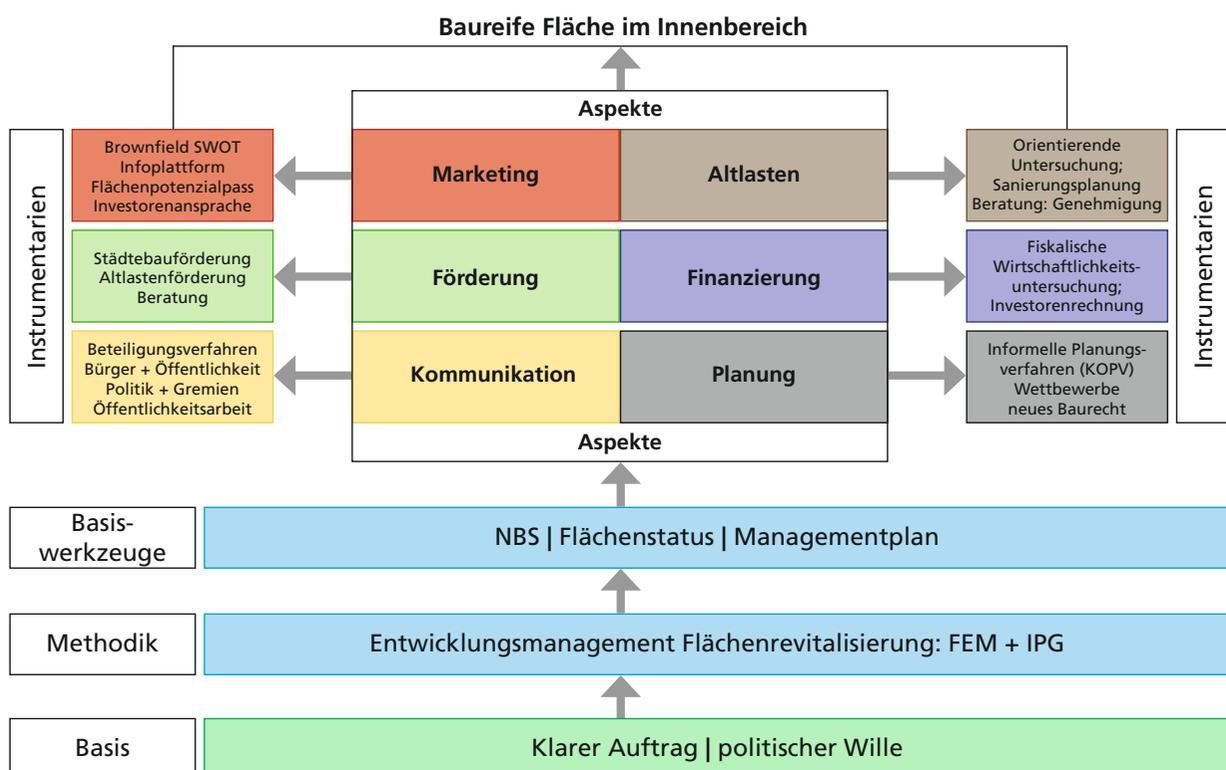 Baureife Fläche im Innenbereich
Aspekte
Instrumentarien
Brownfield SWOT
Infoplattform
Flächenpotenzialpass
Investorenansprache
Marketing
Altlasten
Orientierende
Untersuchung;
Sanierungsplanung
Beratung: Genehmigung
Instrumentarien
Städtebauförderung
Altlastenförderung
Beratung
Förderung
Finanzierung
Fiskalische
Wirtschaftlichkeits-
untersuchung;
Investorenrechnung
Beteiligungsverfahren
Bürger + Öffentlichkeit
Politik + Gremien
Öffentlichkeitsarbeit
Kommunikation
Planung
Informelle Planungs-
verfahren (KOPV)
Wettbewerbe
neues Baurecht
Aspekte
Basis-
werkzeuge
NBS | Flächenstatus | Managementplan
Methodik
Entwicklungsmanagement Flächenrevitalisierung: FEM + IPG
Basis
Klarer Auftrag | politischer Wille